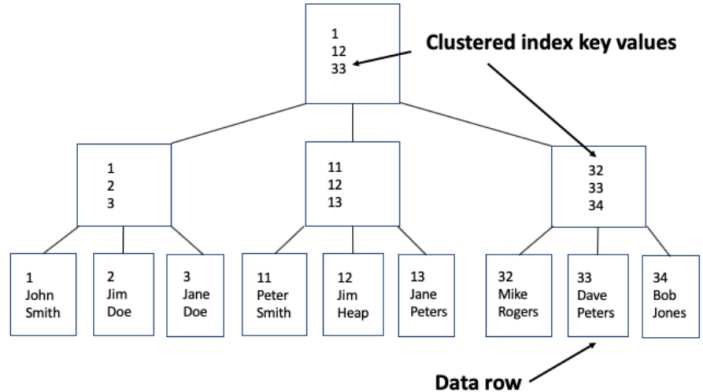 1
12
33
Clustered index key values
1
2
3
11
12
13
32
33
34
1
John
Smith
2
Jim
Doe
3
Jane
Doe
11
Peter
Smith
12
Jim
Heap
13
Jane
Peters
32
Mike
Rogers
33
Dave
Peters
34
Bob
Jones
Data row